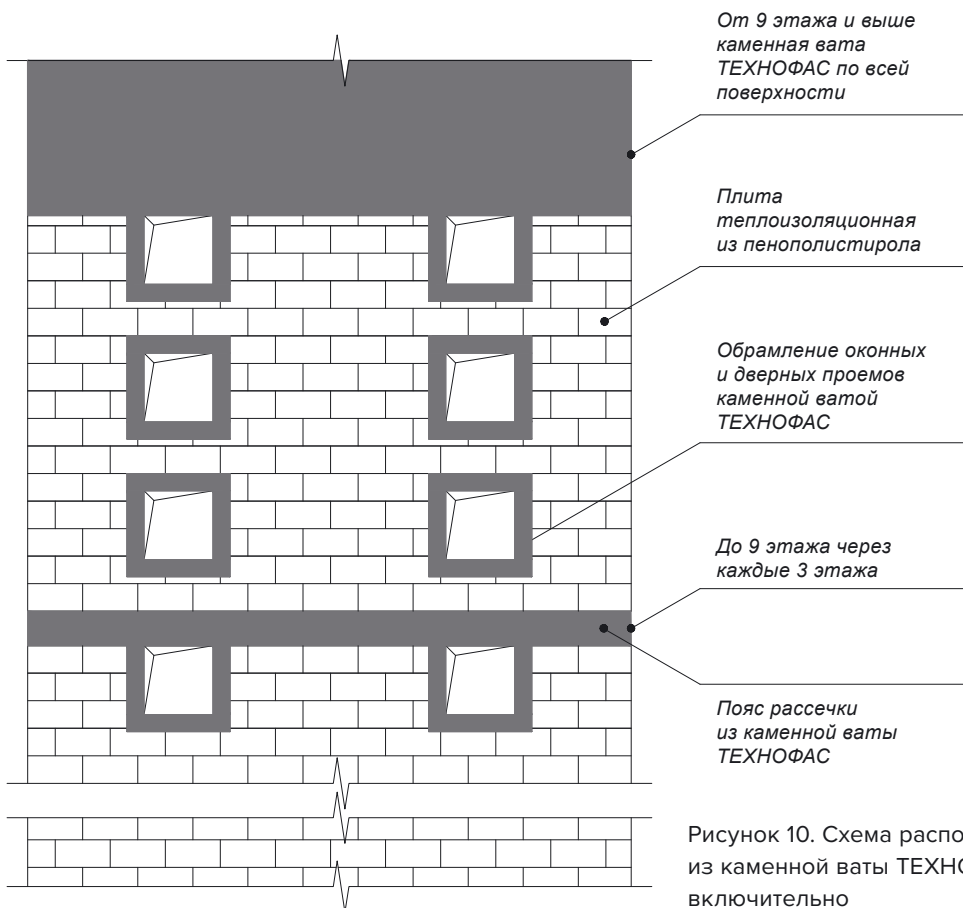 От 9 этажа и выше
каменная вата
ТЕХНОФАС по всей
поверхности
Плита
теплоизоляционная
из пенополистирола
Обрамление оконных
и дверных проемов
каменной ватой
ТЕХНОФАС
До 9 этажа через
каждые 3 этажа
Пояс рассечки
из каменной ваты
ТЕХНОФАС
Рисунок 10. Схема
из каменной ваты
включительно